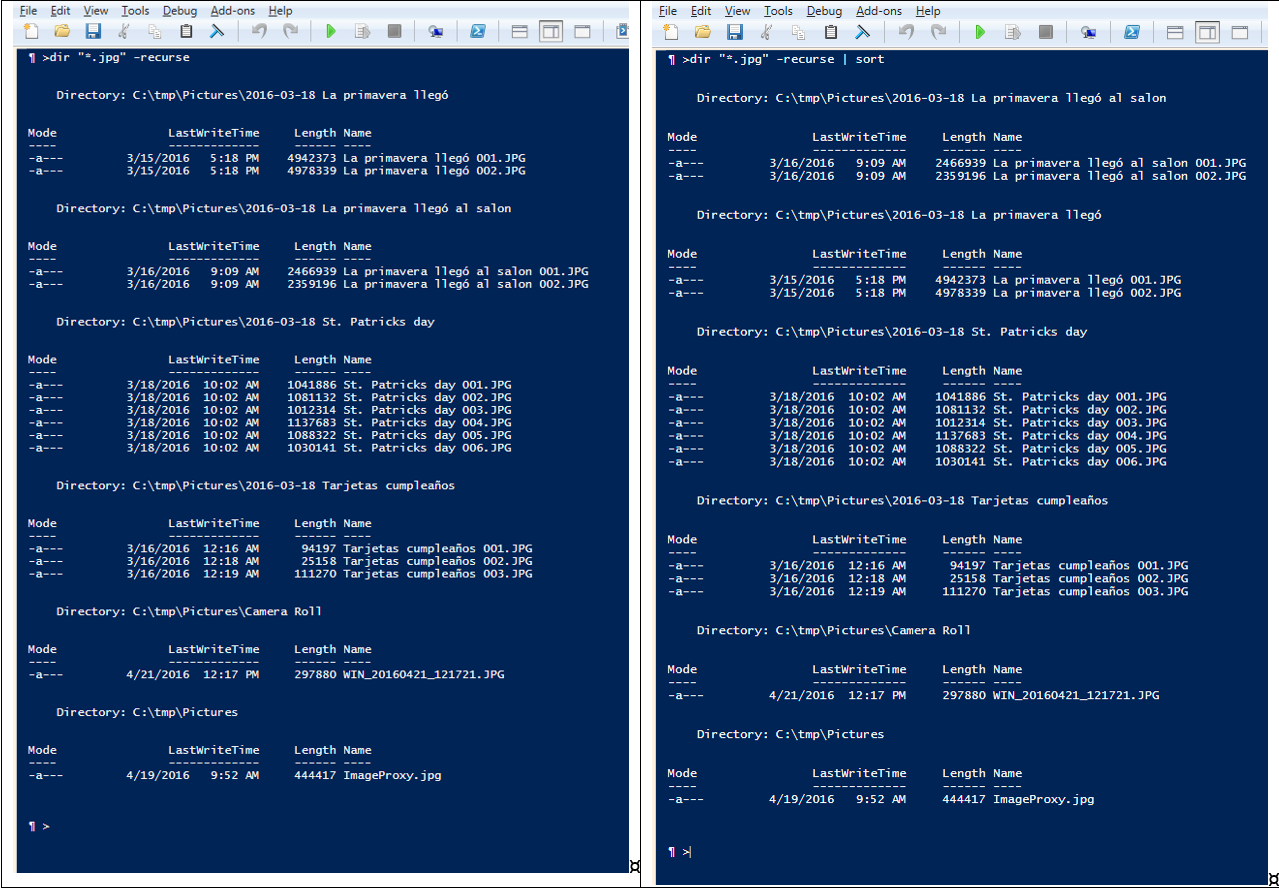 File Edit View Tools Debug Add-ons Help
¶ >dir "*.jpg" -recurse
Directory: C:\tmp\Pictures\2016-03-18 La primavera llegó
Mode LastWriteTime Length Name
---- ------------- ------ ----
-a--- 3/15/2016 5:18 PM 4942373 La primavera llegó 001.JPG
-a--- 3/15/2016 5:18 PM 4978339 La primavera llegó 002.JPG
Directory: C:\tmp\Pictures\2016-03-18 La primavera llegó al salon
Mode LastWriteTime Length Name
---- ------------- ------ ----
-a--- 3/16/2016 9:09 AM 2466939 La primavera llegó al salon 001.JPG
-a--- 3/16/2016 9:09 AM 2359196 La primavera llegó al salon 002.JPG
Directory: C:\tmp\Pictures\2016-03-18 St. Patricks day
Mode LastWriteTime Length Name
---- ------------- ------ ----
-a--- 3/18/2016 10:02 AM 1041886 St. Patricks day 001.JPG
-a--- 3/18/2016 10:02 AM 1081132 St. Patricks day 002.JPG
-a--- 3/18/2016 10:02 AM 1012314 St. Patricks day 003.JPG
-a--- 3/18/2016 10:02 AM 1137683 St. Patricks day 004.JPG
-a--- 3/18/2016 10:02 AM 1088322 St. Patricks day 005.JPG
-a--- 3/18/2016 10:02 AM 1030141 St. Patricks day 006.JPG
Directory: C:\tmp\Pictures\2016-03-18 Tarjetas cumpleaños
Mode LastWriteTime Length Name
---- ------------- ------ ----
-a--- 3/16/2016 12:16 AM 94197 Tarjetas cumpleaños 001.JPG
-a--- 3/16/2016 12:18 AM 25158 Tarjetas cumpleaños 002.JPG
-a--- 3/16/2016 12:19 AM 111270 Tarjetas cumpleaños 003.JPG
Directory: C:\tmp\Pictures\Camera Roll
Mode LastWriteTime Length Name
---- ------------- ------ ----
-a--- 4/21/2016 12:17 PM 297880 WIN_20160421_121721.JPG
Directory: C:\tmp\Pictures
Mode LastWriteTime Length Name
---- ------------- ------ ----
-a--- 4/19/2016 9:52 AM 444417 ImageProxy.jpg
¶ >
¤
File Edit View Tools Debug Add-ons Help
¶ >dir "*.jpg" -recurse | sort
Directory: C:\tmp\Pictures\2016-03-18 La primavera llegó al salon
Mode LastWriteTime Length Name
---- ------------- ------ ----
-a--- 3/16/2016 9:09 AM 2466939 La primavera llegó al salon 001.JPG
-a--- 3/16/2016 9:09 AM 2359196 La primavera llegó al salon 002.JPG
Directory: C:\tmp\Pictures\2016-03-18 La primavera llegó
Mode LastWriteTime Length Name
---- ------------- ------ ----
-a--- 3/15/2016 5:18 PM 4942373 La primavera llegó 001.JPG
-a--- 3/15/2016 5:18 PM 4978339 La primavera llegó 002.JPG
Directory: C:\tmp\Pictures\2016-03-18 St. Patricks day
Mode LastWriteTime Length Name
---- ------------- ------ ----
-a--- 3/18/2016 10:02 AM 1041886 St. Patricks day 001.JPG
-a--- 3/18/2016 10:02 AM 1081132 St. Patricks day 002.JPG
-a--- 3/18/2016 10:02 AM 1012314 St. Patricks day 003.JPG
-a--- 3/18/2016 10:02 AM 1137683 St. Patricks day 004.JPG
-a--- 3/18/2016 10:02 AM 1088322 St. Patricks day 005.JPG
-a--- 3/18/2016 10:02 AM 1030141 St. Patricks day 006.JPG
Directory: C:\tmp\Pictures\2016-03-18 Tarjetas cumpleaños
Mode LastWriteTime Length Name
---- ------------- ------ ----
-a--- 3/16/2016 12:16 AM 94197 Tarjetas cumpleaños 001.JPG
-a--- 3/16/2016 12:18 AM 25158 Tarjetas cumpleaños 002.JPG
-a--- 3/16/2016 12:19 AM 111270 Tarjetas cumpleaños 003.JPG
Directory: C:\tmp\Pictures\Camera Roll
Mode LastWriteTime Length Name
---- ------------- ------ ----
-a--- 4/21/2016 12:17 PM 297880 WIN_20160421_121721.JPG
Directory: C:\tmp\Pictures
Mode LastWriteTime Length Name
---- ------------- ------ ----
-a--- 4/19/2016 9:52 AM 444417 ImageProxy.jpg
¶ >
¤